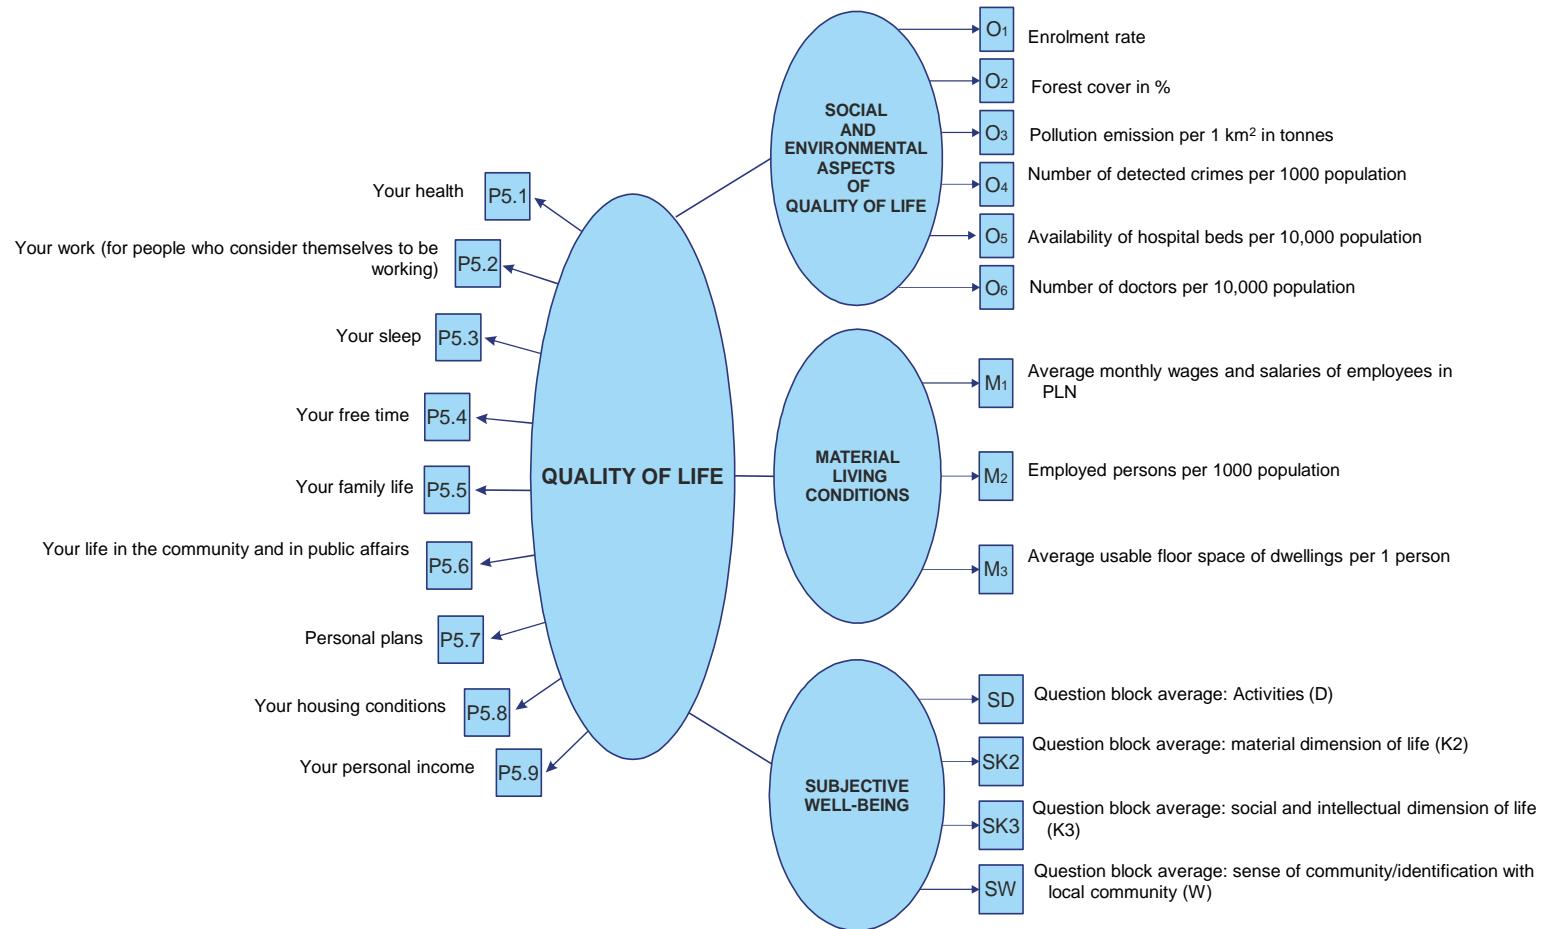 Your health
P5.1
Your work (for people who consider themselves to be
working)
P5.2
Your sleep
P5.3
Your free time
P5.4
Your family life
P5.5
Your life in the community and in public affairs
P5.6
Personal plans
P5.7
Your housing conditions
P5.8
Your personal income
P5.9
QUALITY OF LIFE
SOCIAL
AND
ENVIRONMENTAL
ASPECTS
OF
QUALITY OF LIFE
O1
Enrolment rate
O2
Forest cover in %
O3
Pollution emission per 1 km² in tonnes
O4
Number of detected crimes per 1000 population
O5
Availability of hospital beds per 10,000 population
O6
Number of doctors per 10,000 population
MATERIAL
LIVING
CONDITIONS
M1
Average monthly wages and salaries of employees in
PLN
M2
Employed persons per 1000 population
M3
Average usable floor space of dwellings per 1 person
SUBJECTIVE
WELL-BEING
SD
Question block average: Activities (D)
SK2
Question block average: material dimension of life (K2)
SK3
Question block average: social and intellectual dimension of life
(K3)
SW
Question block average: sense of community/identification with
local community (W)